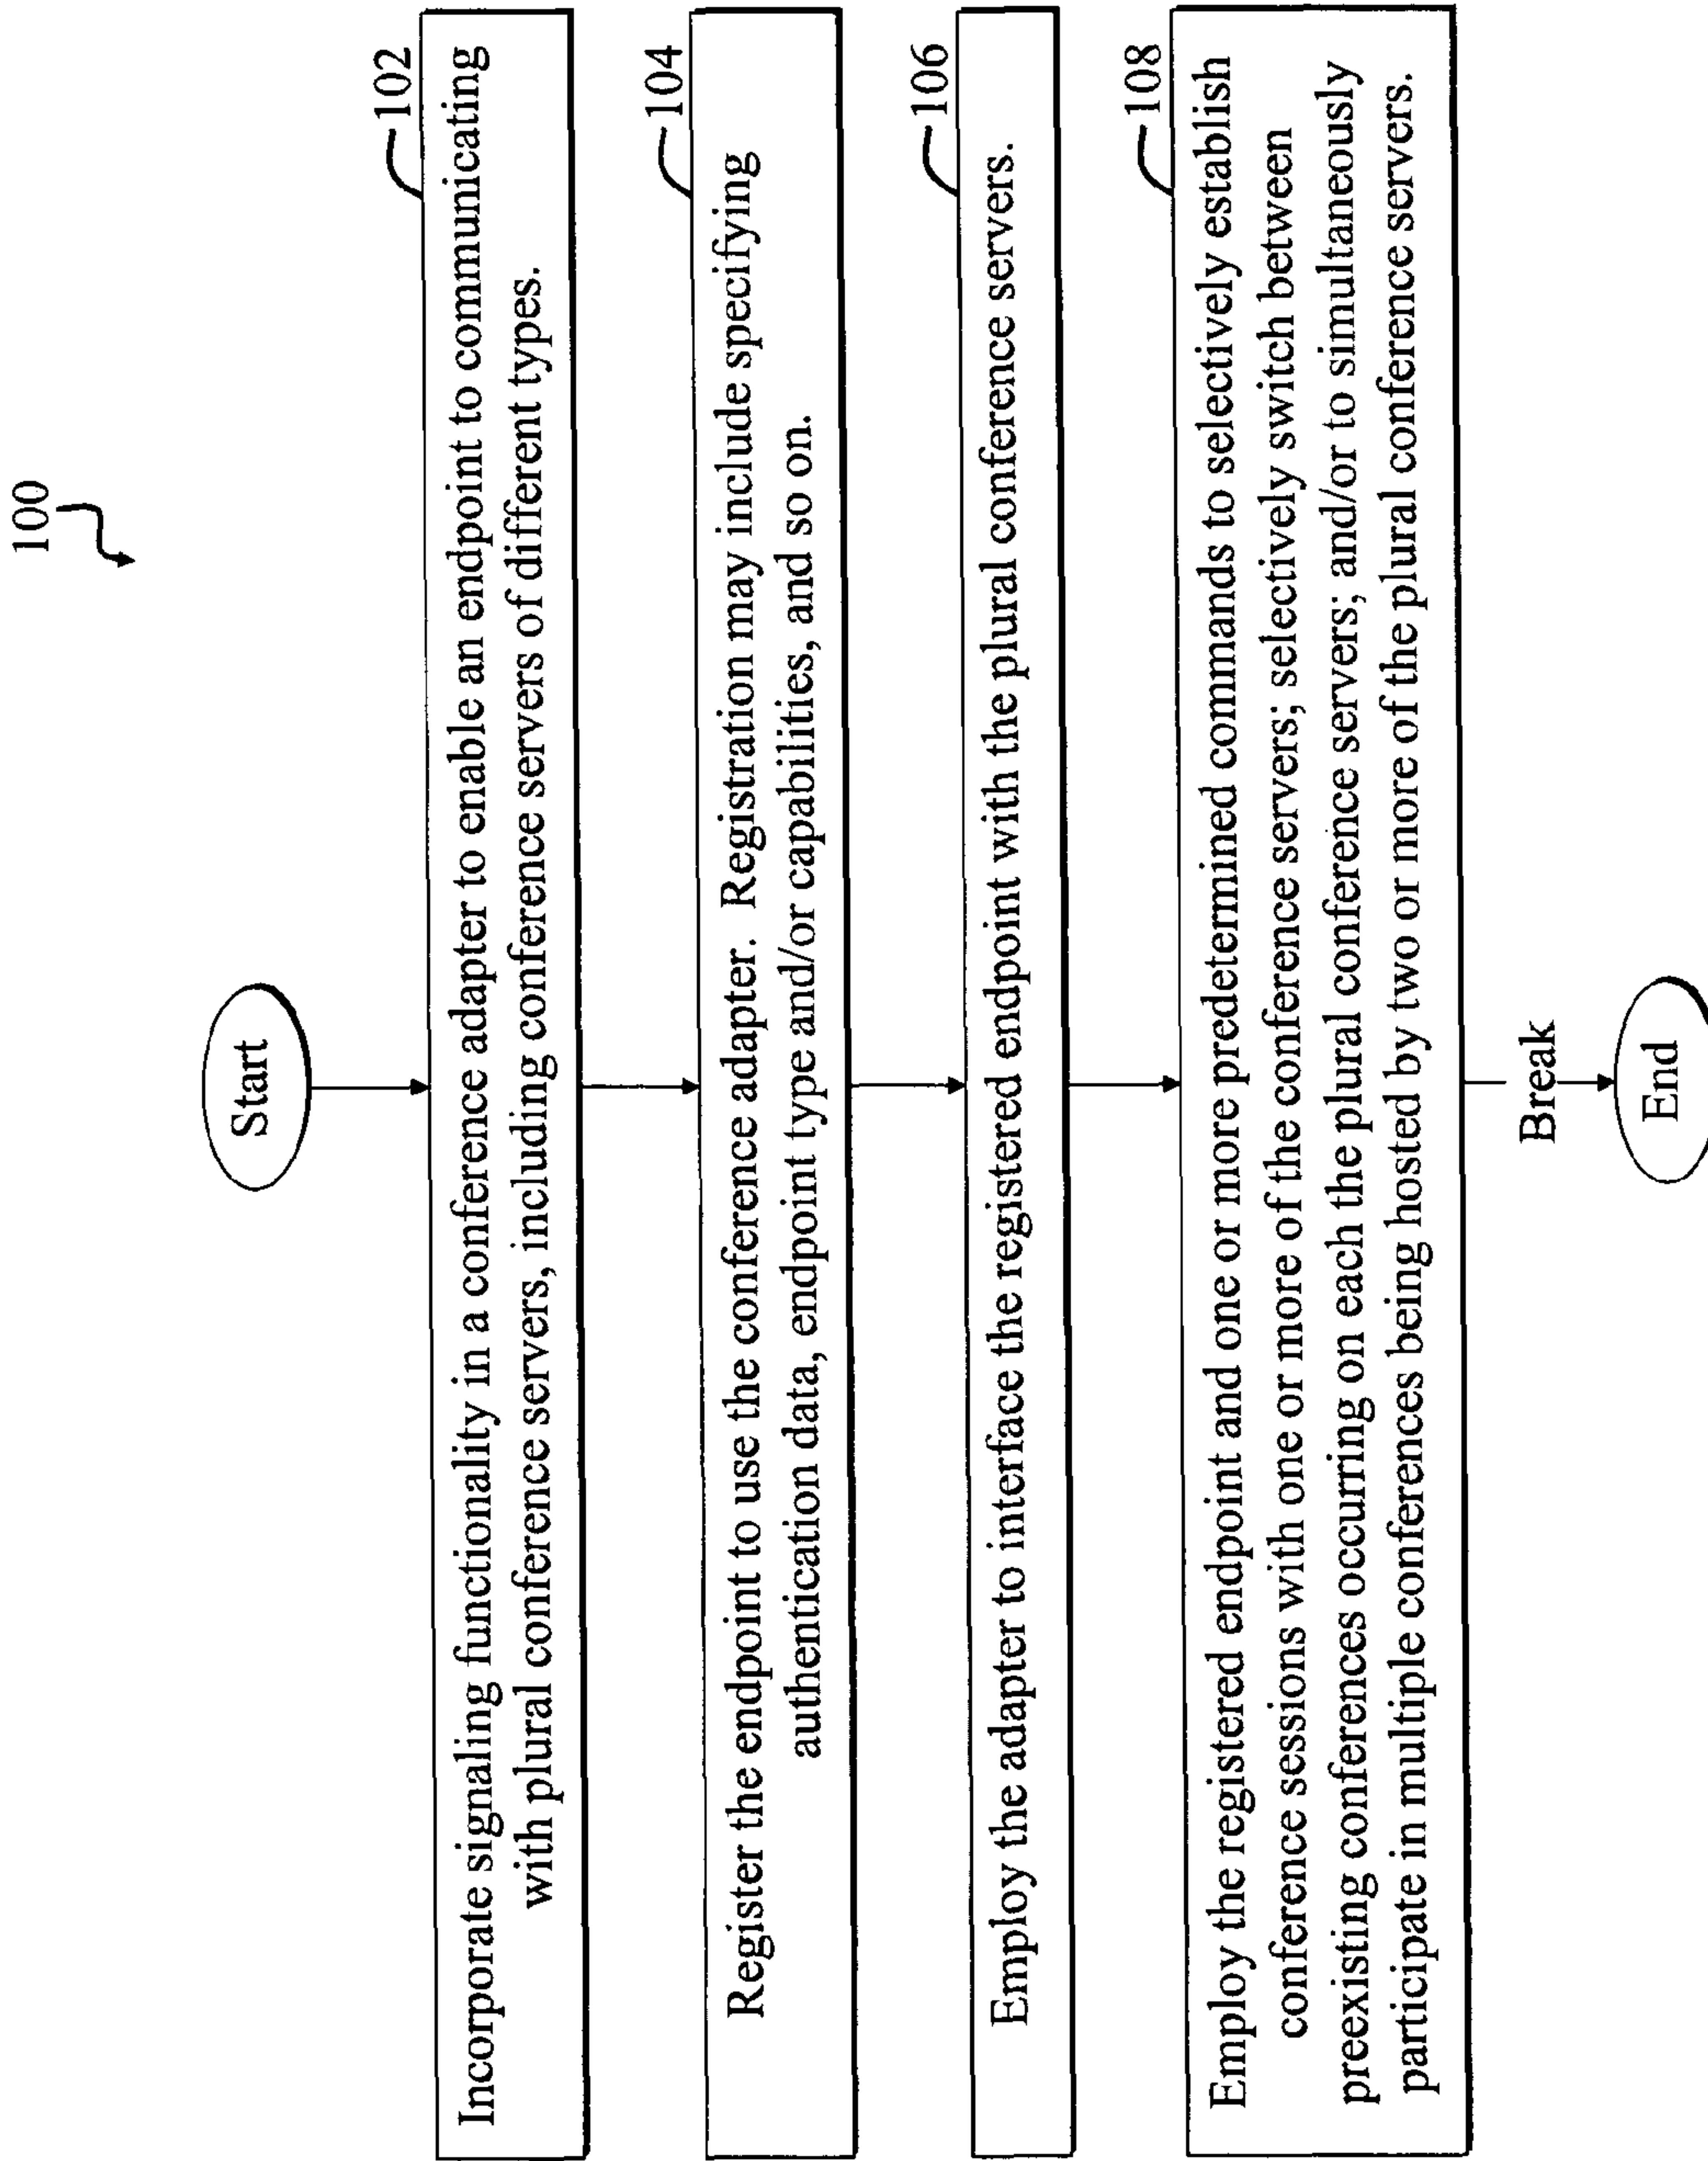 100
Start
102
Incorporate signaling functionality in a conference adapter to enable an endpoint to communicating
with plural conference servers, including conference servers of different types.
104
Register the endpoint to use the conference adapter. Registration may include specifying
authentication data, endpoint type and/or capabilities, and so on.
106
Employ the adapter to interface the registered endpoint with the plural conference servers.
108
Employ the registered endpoint and one or more predetermined commands to selectively establish
conference sessions with one or more of the conference servers; selectively switch between
preexisting conferences occurring on each the plural conference servers; and/or to simultaneously
participate in multiple conferences being hosted by two or more of the plural conference servers.
Break
End